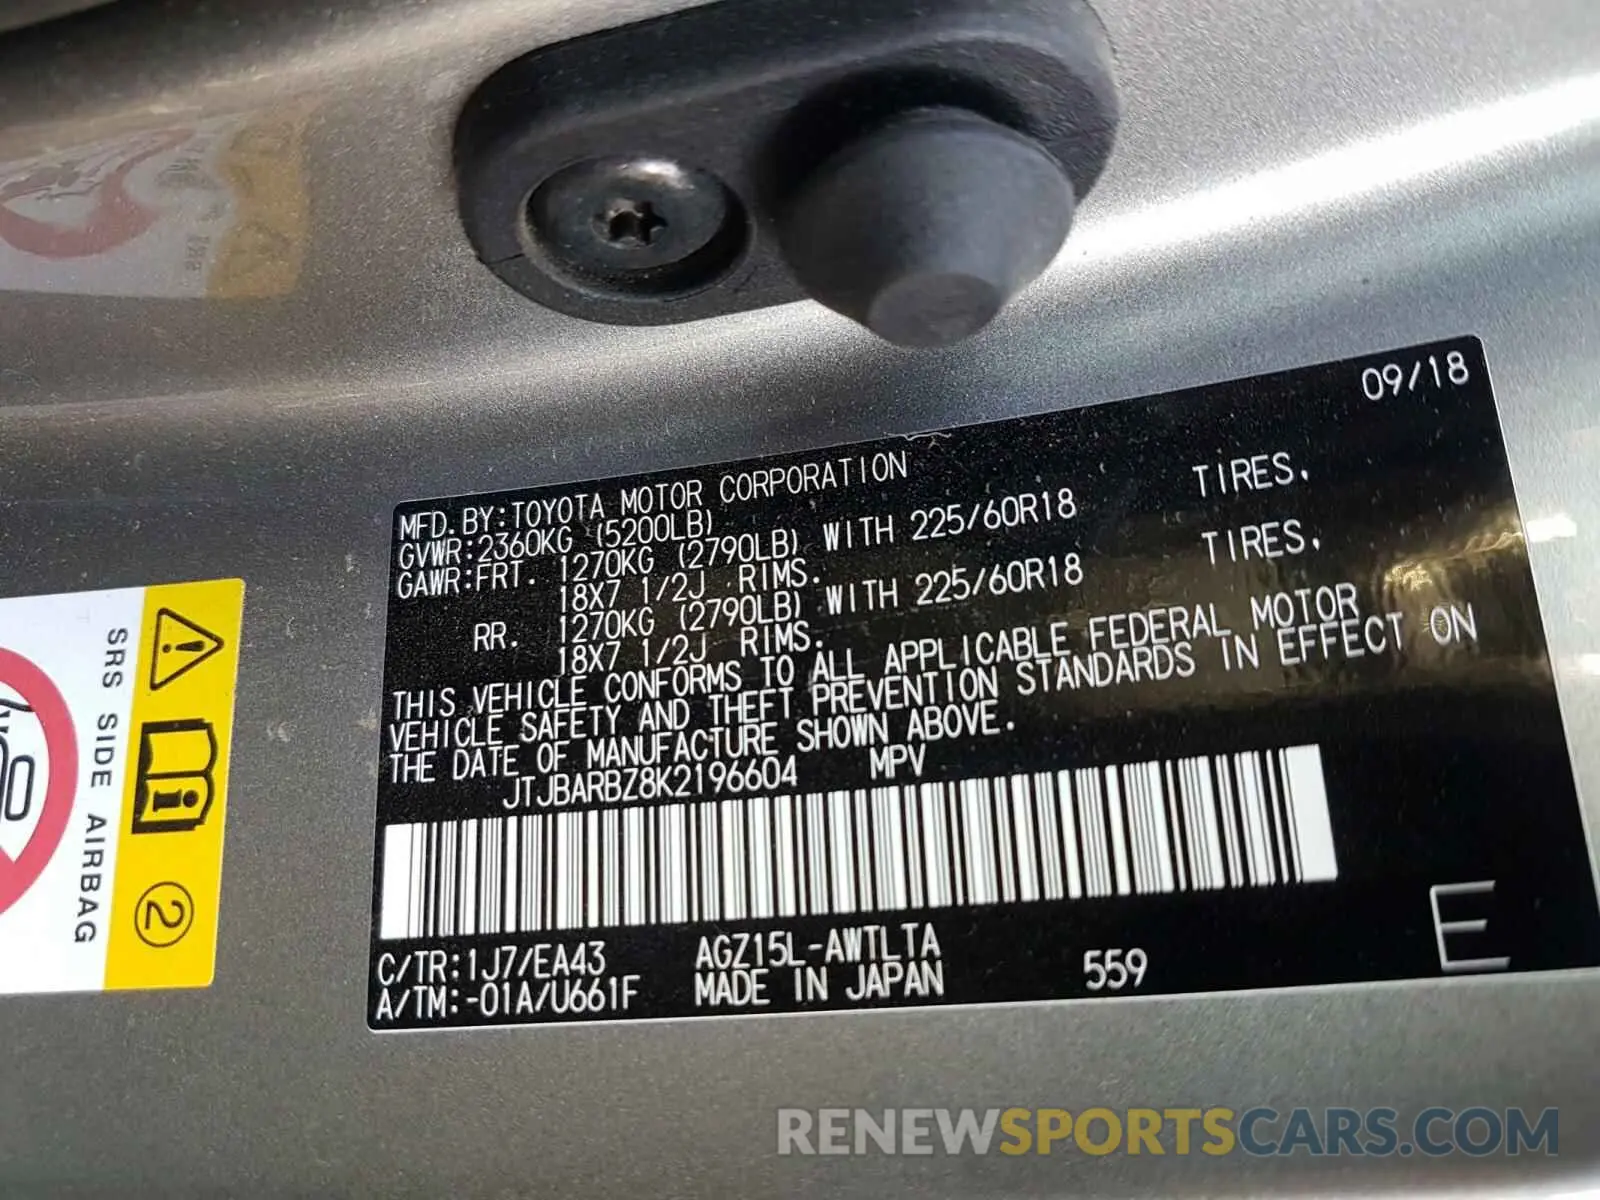 09/18
MFD. BY:TOYOTA MOTOR CORPORATION
GVWR:2360KG (5200LB)
GAWR:FRT. 1270KG (2790LB) WITH 225/60R18 TIRES.
18X7 1/2J RIMS.
RR. 1270KG (2790LB) WITH 225/60R18 TIRES,
18X7 1/2J RIMS.
THIS VEHICLE CONFORMS TO ALL APPLICABLE FEDERAL MOTOR
VEHICLE SAFETY AND THEFT PREVENTION STANDARDS IN EFFECT ON
THE DATE OF MANUFACTURE SHOWN ABOVE.
JTJBARBZ8K2196604 MPV
C/TR:1J7/EA43 AGZ15L-AWTLTA
A/TM:-01A/U661F MADE IN JAPAN 559 E
SRS SIDE AIRBAG
2
RENEWSPORTSCARS.COM